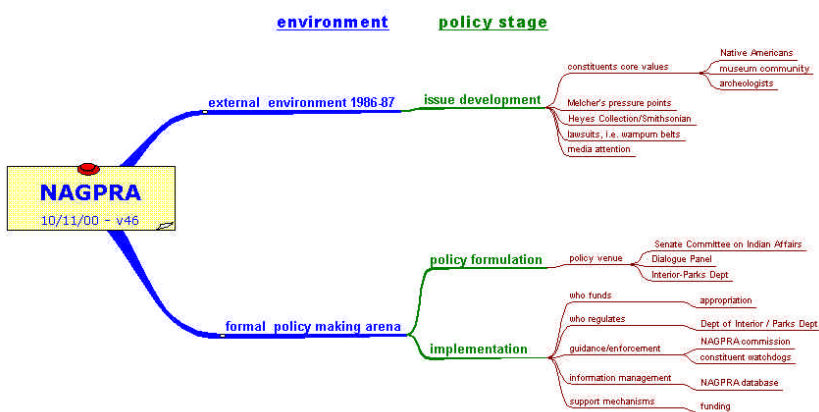 environment policy stage
Native Americans
constituents core values museum community
archeologists
external environment 1986-87 issue development
Melcher's pressure points
Heyes Collection/Smithsonian
lawsuits, i.e. wampum belts
media attention
NAGPRA
10/11/00 - v46
Senate Committee on Indian Affairs
policy formulation policy venue Dialogue Panel
Interior-Parks Dept
who funds appropriation
who regulates Dept of Interior / Parks Dept
formal policy making arena
NAGPRA commission
implementation guidance/enforcement constituent watchdogs
information management NAGPRA database
support mechanisms funding